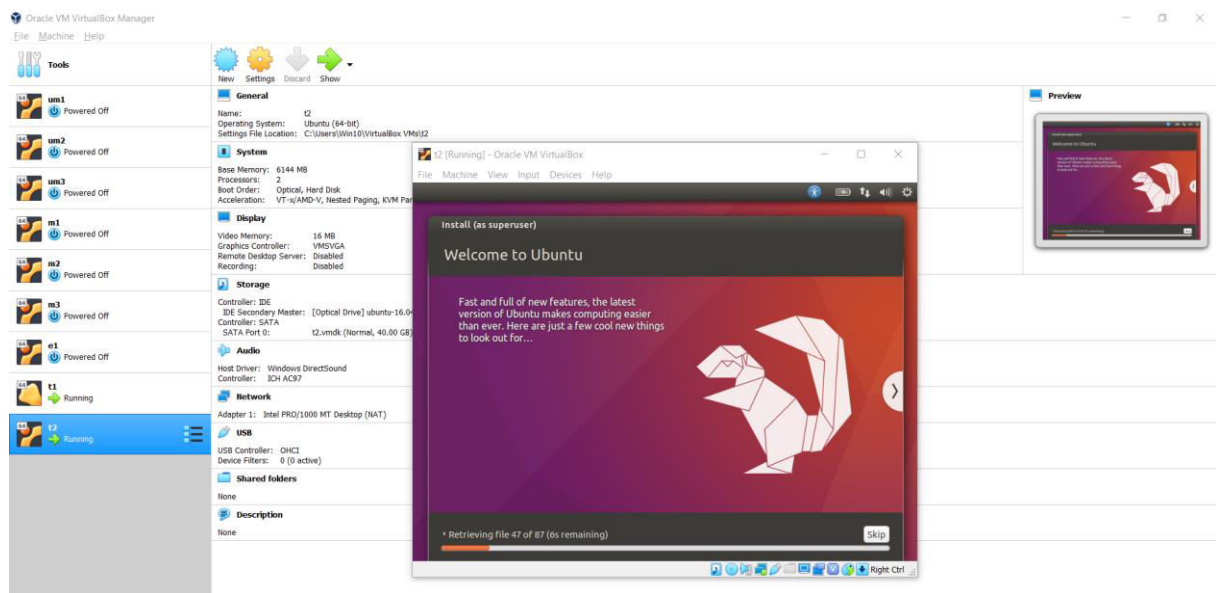 Oracle VM VirtualBox Manager
File Machine Help
Tools
New Settings Discard Show
64 um1
Powered Off
64 um2
Powered Off
64 um3
Powered Off
64 m1
Powered Off
64 m2
Powered Off
64 m3
Powered Off
64 e1
Powered Off
64 t1
Running
64 t2
Running
General
Name: t2
Operating System: Ubuntu (64-bit)
Settings File Location: C:\Users\Win10\VirtualBox VMs\t2
System
Base Memory: 6144 MB
Processors: 2
Boot Order: Optical, Hard Disk
Acceleration: VT-x/AMD-V, Nested Paging, KVM Par
Display
Video Memory: 16 MB
Graphics Controller: VMSVGA
Remote Desktop Server: Disabled
Recording: Disabled
Storage
Controller: IDE
IDE Secondary Master: [Optical Drive] ubuntu-16.0
Controller: SATA
SATA Port 0: t2.vmdk (Normal, 40.00 GB)
Audio
Host Driver: Windows DirectSound
Controller: ICH AC97
Network
Adapter 1: Intel PRO/1000 MT Desktop (NAT)
USB
USB Controller: OHCI
Device Filters: 0 (0 active)
Shared folders
None
Description
None
Preview
t2 [Running] - Oracle VM VirtualBox
File Machine View Input Devices Help
Install (as superuser)
Welcome to Ubuntu
Fast and full of new features, the latest
version of Ubuntu makes computing easier
than ever. Here are just a few cool new things
to look out for...
Retrieving file 47 of 87 (6s remaining)
Skip
Right Ctrl